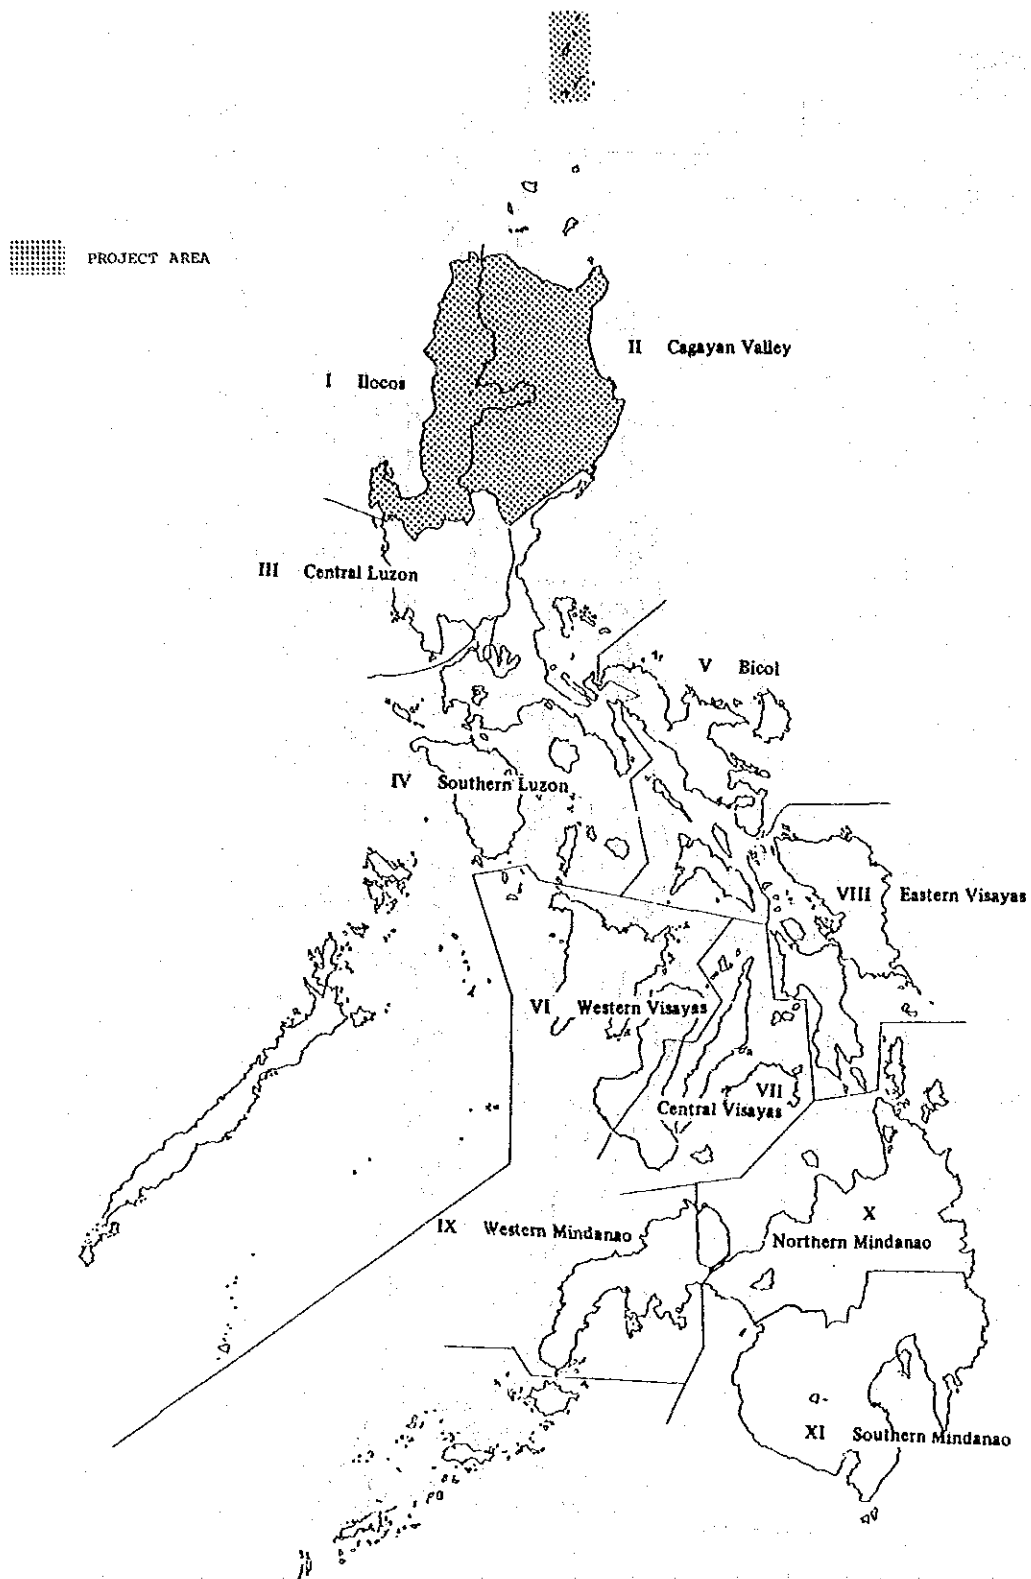 PROJECT AREA
II Cagayan Valley
I Ilocos
III Central Luzon
V Bicol
IV Southern Luzon
VIII Eastern Visayas
VI Western Visayas
VII
Central Visayas
X
IX Western Mindanao
Northern Mindanao
XI Southern Mindanao